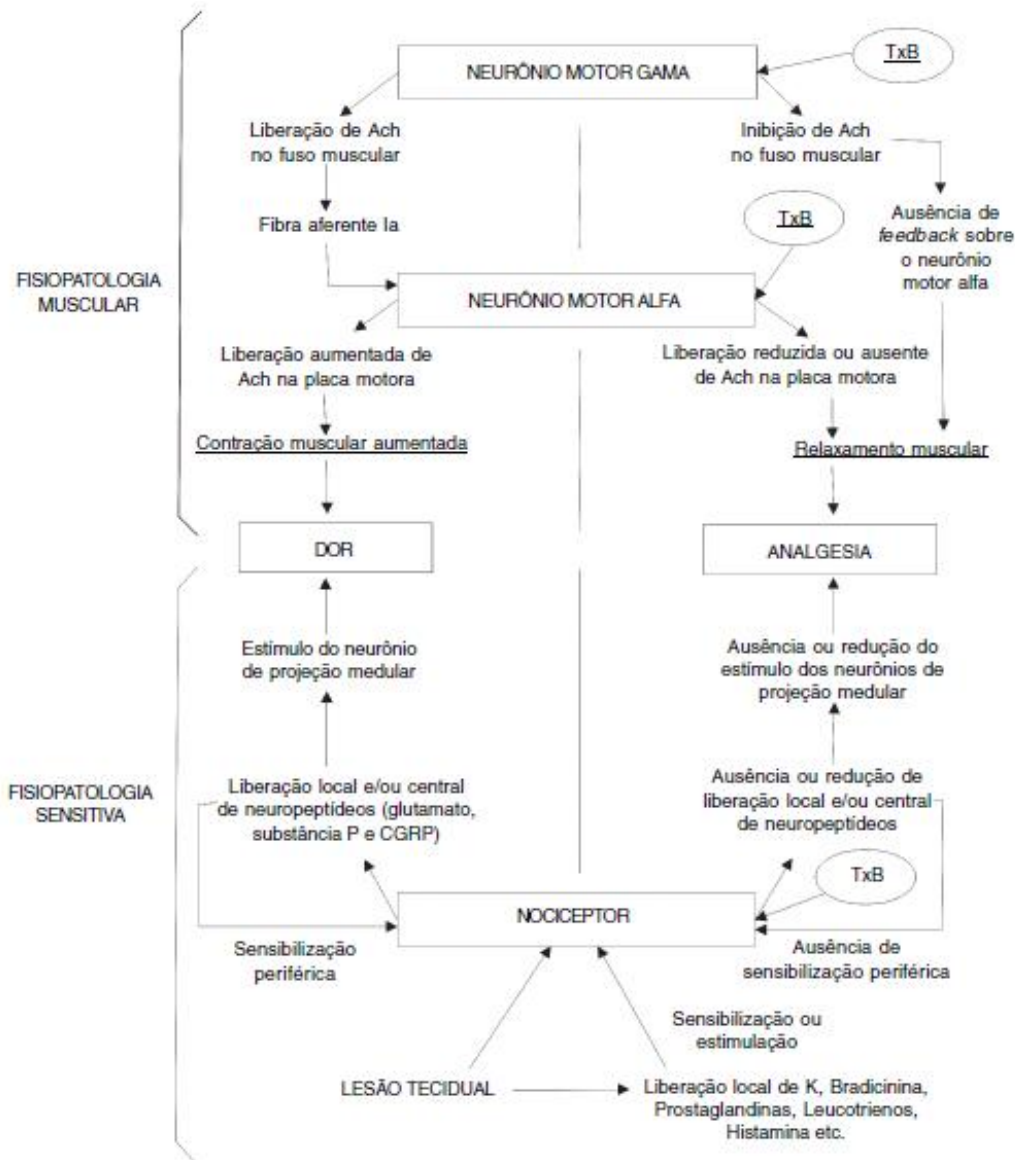 TxB
NEURÔNIO MOTOR GAMA
Liberação de Ach
no fuso muscular
Inibição de Ach
no fuso muscular
Fibra aferente Ia
TxB
Ausência de
feedback sobre
o neurônio
motor alfa
FISIOPATOLOGIA
MUSCULAR
NEURÔNIO MOTOR ALFA
Liberação aumentada de
Ach na placa motora
Liberação reduzida ou ausente
de Ach na placa motora
Contração muscular aumentada
Relaxamento muscular
DOR
ANALGESIA
Estímulo do neurônio
de projeção medular
Ausência ou redução do
estímulo dos neurônios de
projeção medular
FISIOPATOLOGIA
SENSITIVA
Liberação local e/ou central
de neuropeptídeos (glutamato,
substância P e CGRP)
Ausência ou redução de
liberação local e/ou central
de neuropeptídeos
TxB
NOCICEPTOR
Sensibilização
periférica
Ausência de
sensibilização periférica
Sensibilização ou
estimulação
LESÃO TECIDUAL
Liberação local de K, Bradicinina,
Prostaglandinas, Leucotrienos,
Histamina etc.